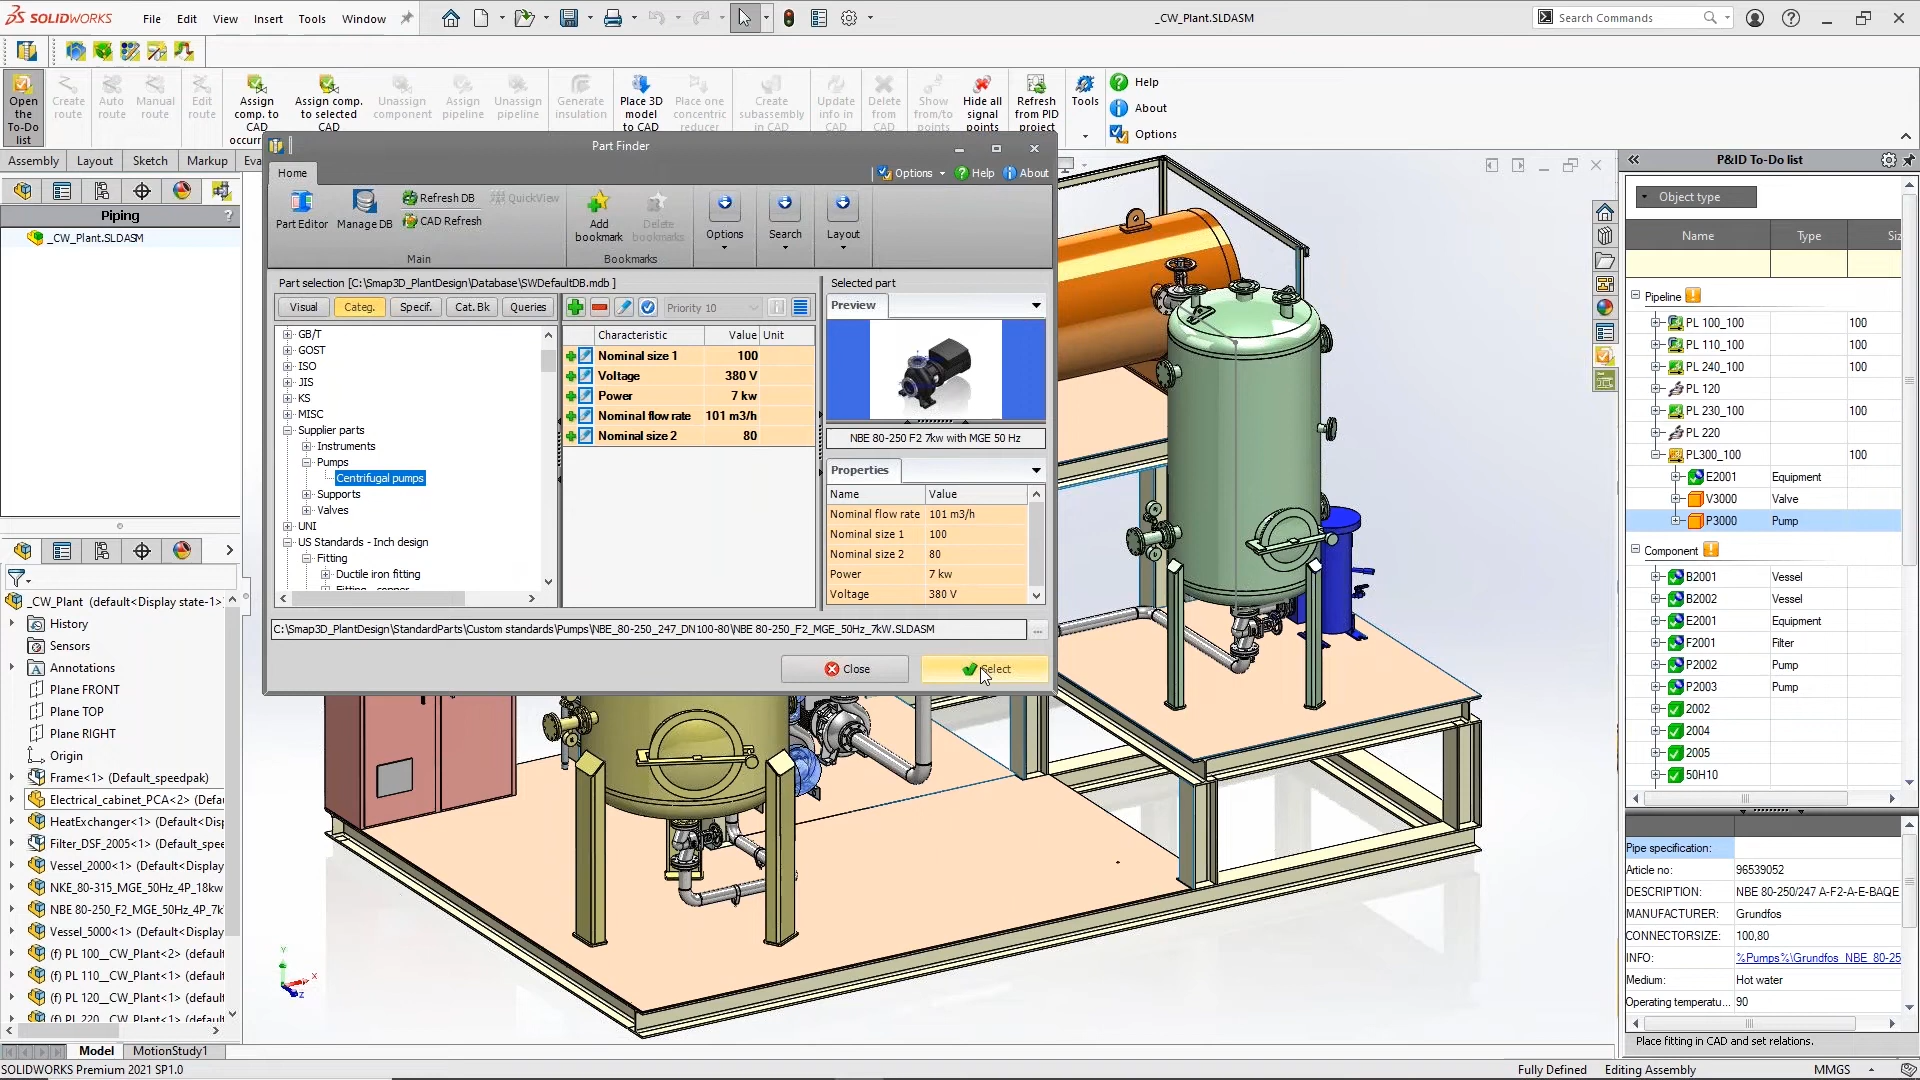 SOLIDWORKS
File Edit View Insert Tools Window
_CW_Plant.SLDASM
Search Commands
Open the To-Do list
Create route
Auto route
Manual route
Edit route
Assign comp. to CAD occurr
Assign comp. to selected CAD
Unassign component
Assign pipeline
Unassign pipeline
Generate insulation
Place 3D model to CAD
Place one concentric reducer
Create subassembly in CAD
Update info in CAD
Delete from CAD
Show from/to points
Hide all signal points
Refresh from PID project
Tools
Help
About
Options
Assembly Layout Sketch Markup Eva
Piping
?
_CW_Plant.SLDASM
Part Finder
Home
Options Help About
Part Editor
Manage DB
Refresh DB
CAD Refresh
QuickView
Main
Add bookmark
Delete bookmarks
Bookmarks
Options
Search
Layout
Part selection [C:\Smap3D_PlantDesign\Database\SWDefaultDB.mdb ]
Visual Categ. Specif. Cat. Bk Queries
Priority 10
GB/T
GOST
ISO
JIS
KS
MISC
Supplier parts
Instruments
Pumps
Centrifugal pumps
Supports
Valves
UNI
US Standards - Inch design
Fitting
Ductile iron fitting
Fitting - copper
Characteristic Value Unit
Nominal size 1 100
Voltage 380 V
Power 7 kw
Nominal flow rate 101 m3/h
Nominal size 2 80
Selected part
Preview
NBE 80-250 F2 7kw with MGE 50 Hz
Properties
Name Value
Nominal flow rate 101 m3/h
Nominal size 1 100
Nominal size 2 80
Power 7 kw
Voltage 380 V
C:\Smap3D_PlantDesign\StandardParts\Custom standards\Pumps\NBE_80-250_247_DN100-80\NBE 80-250_F2_MGE_50Hz_7kW.SLDASM
...
Close
Select
_CW_Plant (default<Display state-1>
History
Sensors
Annotations
Plane FRONT
Plane TOP
Plane RIGHT
Origin
Frame<1> (Default_speedpak)
Electrical_cabinet_PCA<2> (Defau
HeatExchanger<1> (Default<Disp
Filter_DSF_2005<1> (Default_spee
Vessel_2000<1> (Default<Display
NKE_80-315_MGE_50Hz_4P_18kw
NBE 80-250_F2_MGE_50Hz_4P_7k
Vessel_5000<1> (Default<Display
(f) PL 100__CW_Plant<2> (default
(f) PL 110__CW_Plant<1> (default
(f) PL 120__CW_Plant<1> (default
(f) PL 220__CW_Plant<1> (default
Model MotionStudy1
SOLIDWORKS Premium 2021 SP1.0
Y
X
Z
P&ID To-Do list
Object type
Name Type Siz
Pipeline
PL 100_100 100
PL 110_100 100
PL 240_100 100
PL 120
PL 230_100 100
PL 220
PL300_100 100
E2001 Equipment
V3000 Valve
P3000 Pump
Component
B2001 Vessel
B2002 Vessel
E2001 Equipment
F2001 Filter
P2002 Pump
P2003 Pump
2002
2004
2005
50H10
Pipe specification:
Article no: 96539052
DESCRIPTION: NBE 80-250/247 A-F2-A-E-BAQE
MANUFACTURER: Grundfos
CONNECTORSIZE: 100,80
INFO: %Pumps%\Grundfos_NBE_80-25
Medium: Hot water
Operating temperatu... 90
Place fitting in CAD and set relations.
Fully Defined Editing Assembly MMGS